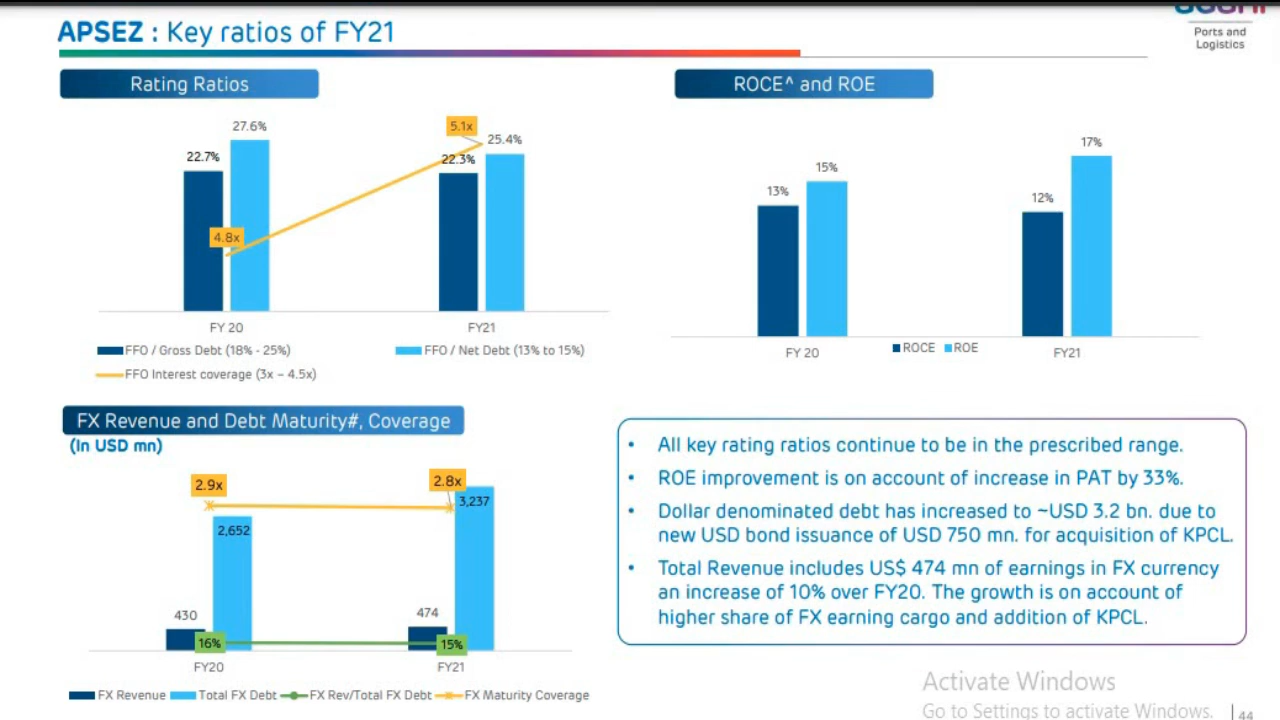 APSEZ : Key ratios of FY21
Ports and
Logistics
Rating Ratios
27.6%
22.7%
4.8x
5.1x
25.4%
22.3%
FY 20
FY21
FFO / Gross Debt (18% - 25%)
FFO / Net Debt (13% to 15%)
FFO Interest coverage (3x – 4.5x)
ROCE^ and ROE
13%
15%
12%
17%
FY 20
ROCE
ROE
FY21
FX Revenue and Debt Maturity#, Coverage
(In USD mn)
2.9x
2,652
430
16%
2.8x
3,237
474
15%
FY20
FY21
FX Revenue
Total FX Debt
FX Rev/Total FX Debt
FX Maturity Coverage
• All key rating ratios continue to be in the prescribed range.
• ROE improvement is on account of increase in PAT by 33%.
• Dollar denominated debt has increased to ~USD 3.2 bn. due to
new USD bond issuance of USD 750 mn. for acquisition of KPCL.
• Total Revenue includes US$ 474 mn of earnings in FX currency
an increase of 10% over FY20. The growth is on account of
higher share of FX earning cargo and addition of KPCL.
Activate Windows
Go to Settings to activate Windows.
44